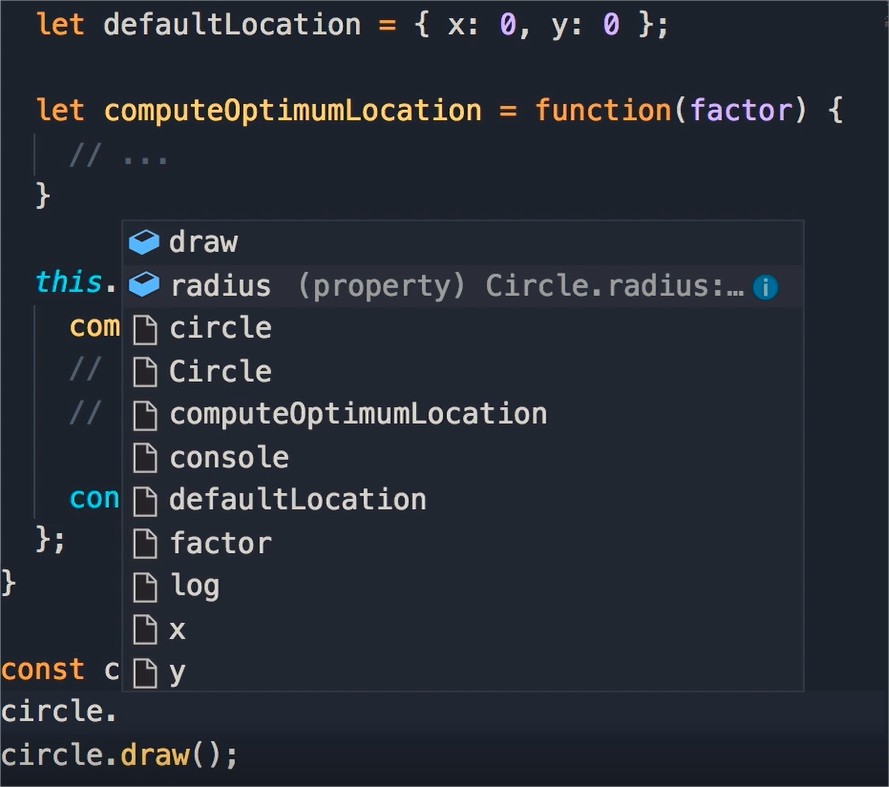 let defaultLocation = { x: 0, y: 0 };
let computeOptimumLocation = function(factor) {
// ...
}
draw
this.
radius (property) Circle.radius:…
com
circle
//
Circle
//
computeOptimumLocation
console
con
defaultLocation
};
factor
}
log
x
const c
y
circle.
circle.draw();